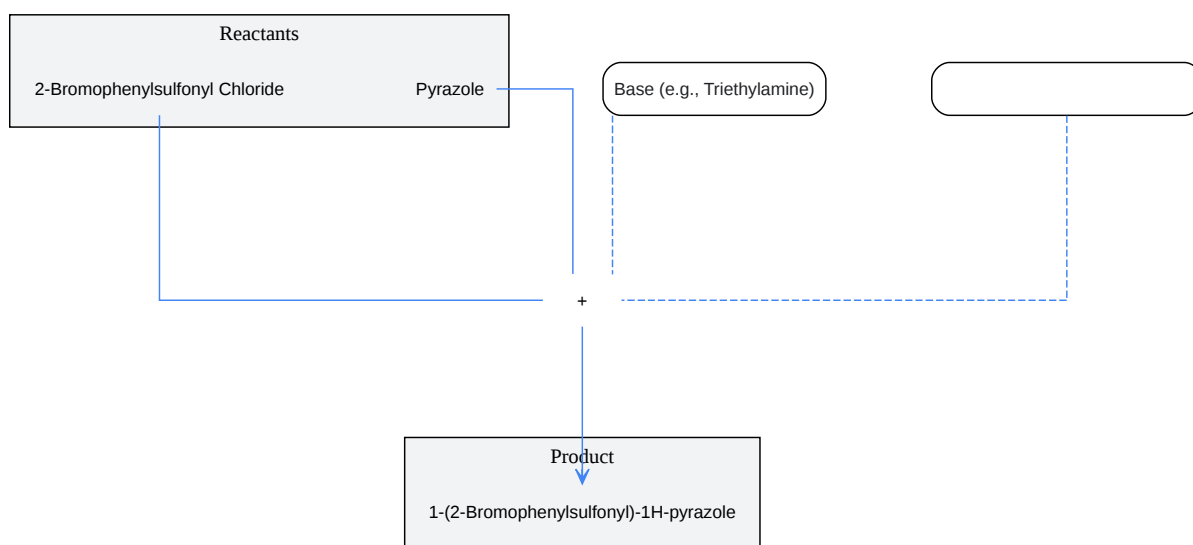 Reactants
2-Bromophenylsulfonyl Chloride
Pyrazole
Base (e.g., Triethylamine)
+
Product
1-(2-Bromophenylsulfonyl)-1H-pyrazole